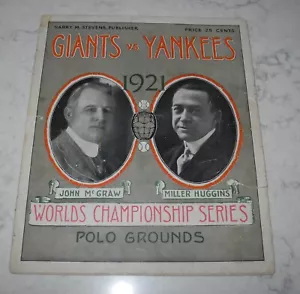 HARRY M. STEVENS, PUBLISHER. PRICE 25 CENTS
GIANTS vs. YANKEES
1921
JOHN McGRAW MILLER HUGGINS
WORLDS CHAMPIONSHIP SERIES
POLO GROUNDS